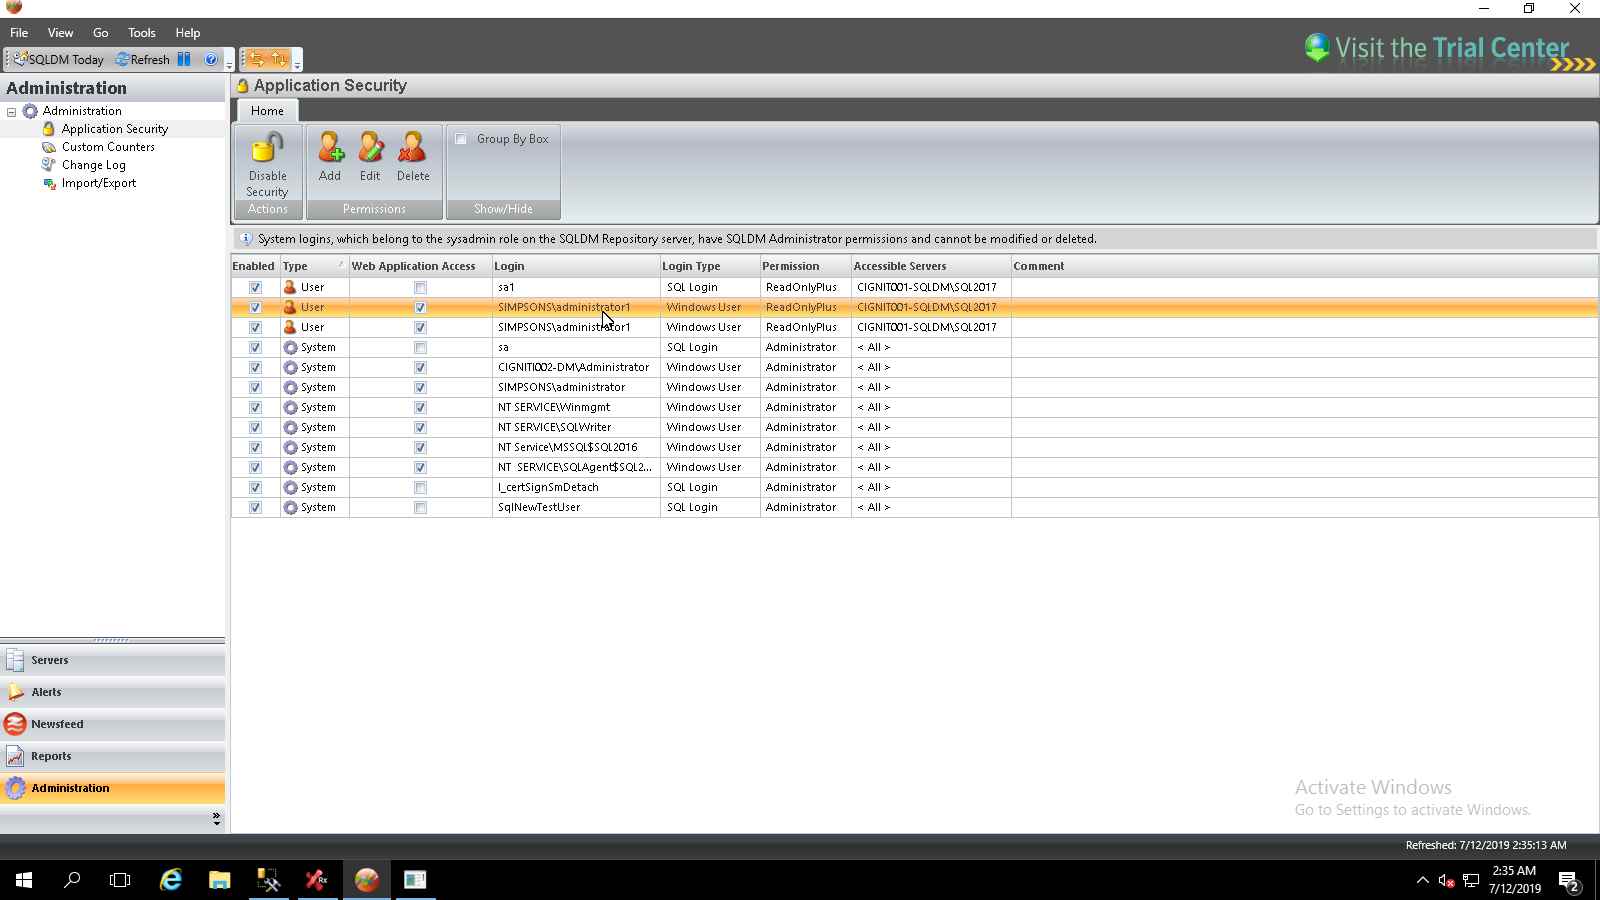 File View Go Tools Help
SQLDM Today Refresh
Visit the Trial Center
Administration
Administration
Application Security
Custom Counters
Change Log
Import/Export
Application Security
Home
Disable Security
Add Edit Delete
Group By Box
Actions Permissions Show/Hide
System logins, which belong to the sysadmin role on the SQLDM Repository server, have SQLDM Administrator permissions and cannot be modified or deleted.
Enabled Type Web Application Access Login Login Type Permission Accessible Servers Comment
User sa1 SQL Login ReadOnlyPlus CIGNIT001-SQLDM\SQL2017
User SIMPSONS\administrator1 Windows User ReadOnlyPlus CIGNIT001-SQLDM\SQL2017
User SIMPSONS\administrator1 Windows User ReadOnlyPlus CIGNIT001-SQLDM\SQL2017
System sa SQL Login Administrator < All >
System CIGNITI002-DM\Administrator Windows User Administrator < All >
System SIMPSONS\administrator Windows User Administrator < All >
System NT SERVICE\Winmgmt Windows User Administrator < All >
System NT SERVICE\SQLWriter Windows User Administrator < All >
System NT Service\MSSQL$SQL2016 Windows User Administrator < All >
System NT SERVICE\SQLAgent$SQL2... Windows User Administrator < All >
System l_certSignSmDetach SQL Login Administrator < All >
System SqlNewTestUser SQL Login Administrator < All >
Servers
Alerts
Newsfeed
Reports
Administration
Activate Windows
Go to Settings to activate Windows.
Refreshed: 7/12/2019 2:35:13 AM
2:35 AM
7/12/2019
2